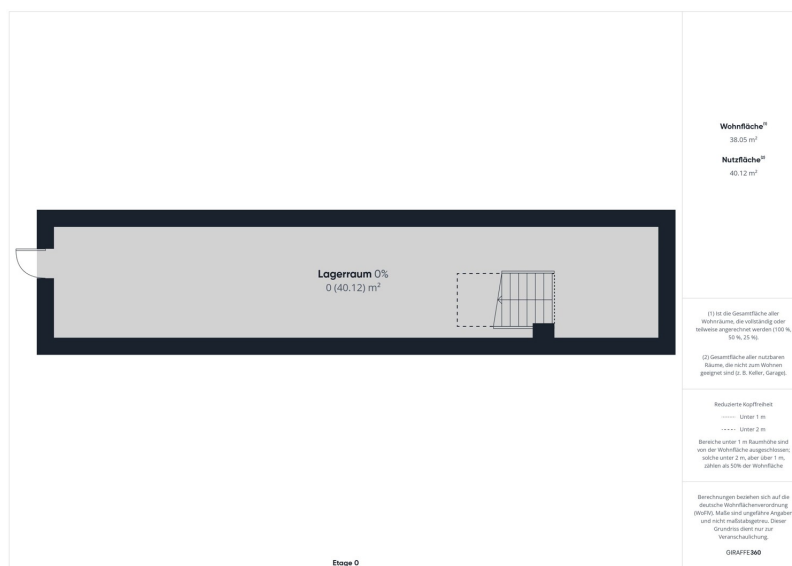 Wohnfläche(1)
38.05 m²
Nutzfläche(2)
40.12 m²
Lagerraum 0%
0 (40.12) m²
(1) Ist die Gesamtfläche aller
Wohnräume, die vollständig oder
teilweise angerechnet werden (100 %,
50 %, 25 %).
(2) Gesamtfläche aller nutzbaren
Räume, die nicht zum Wohnen
geeignet sind (z. B. Keller, Garage).
Reduzierte Kopffreiheit
Unter 1 m
Unter 2 m
Bereiche unter 1 m Raumhöhe sind
von der Wohnfläche ausgeschlossen;
solche unter 2 m, aber über 1 m,
zählen als 50% der Wohnfläche
Berechnungen beziehen sich auf die
deutsche Wohnflächenverordnung
(WoFlV). Maße sind ungefähre Angaben
und nicht maßstabsgetreu. Dieser
Grundriss dient nur zur
Veranschaulichung.
GIRAFFE360
Etage 0